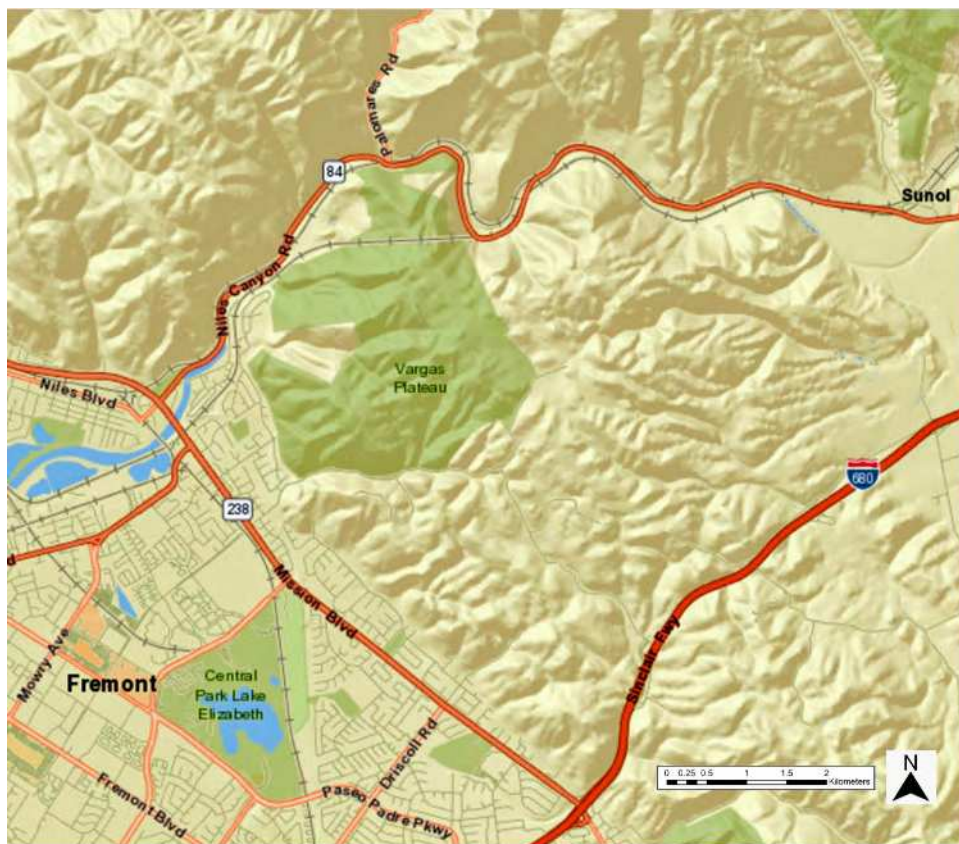 Palomares Rd
84
Sunol
Niles Canyon Rd
Vargas
Plateau
Niles Blvd
680
238
d
Mission Blvd
Sinclair Fwy
Mowry Ave
Fremont
Central
Park Lake
Elizabeth
Driscoll Rd
N
0 0.25 0.5 1 1.5 2
Kilometers
Fremont Blvd
Paseo Padre Pkwy